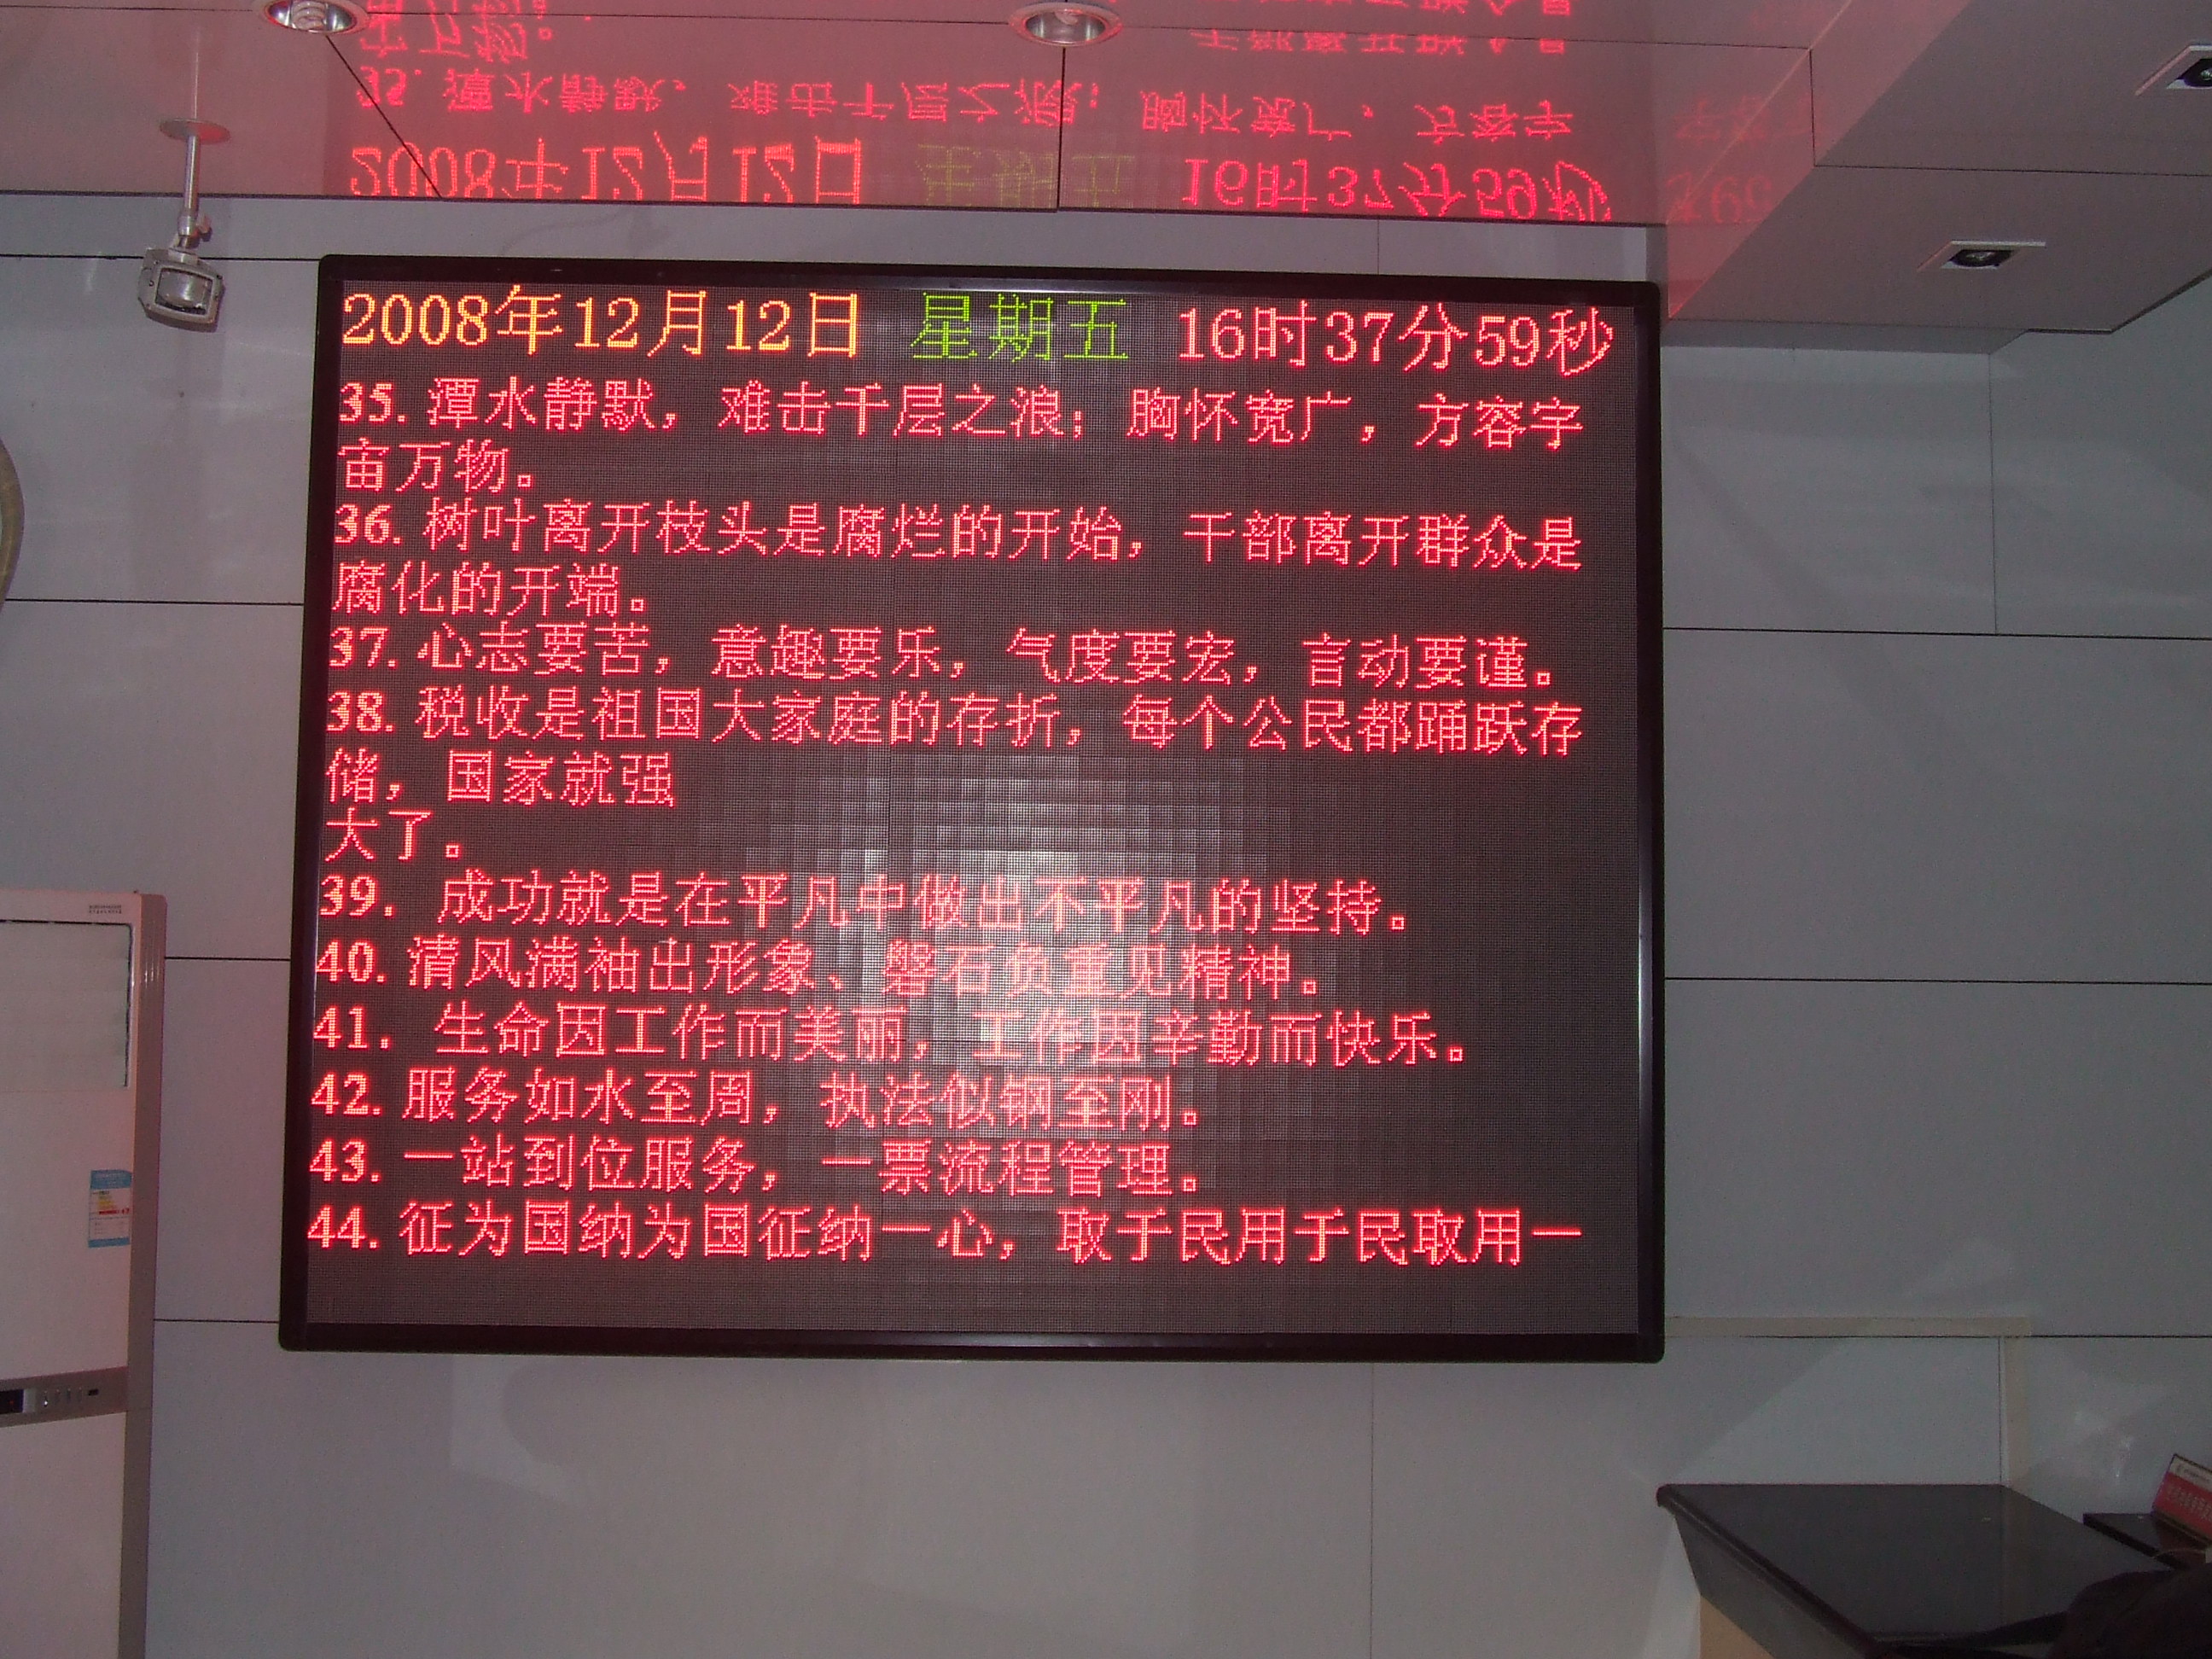 2008年12月12日 星期五 16时37分59秒
35. 潭水静默，难击千层之浪；胸怀宽广，方容宇
宙万物。
36. 树叶离开枝头是腐烂的开始，干部离开群众是
腐化的开端。
37. 心志要苦，意趣要乐，气度要宏，言动要谨。
38. 税收是祖国大家庭的存折，每个公民都踊跃存
储，国家就强
大了。
39. 成功就是在平凡中做出不平凡的坚持。
40. 清风满袖出形象、磐石负重见精神。
41. 生命因工作而美丽，工作因辛勤而快乐。
42. 服务如水至周，执法似钢至刚。
43. 一站到位服务，一票流程管理。
44. 征为国纳为国征纳一心，取于民用于民取用一